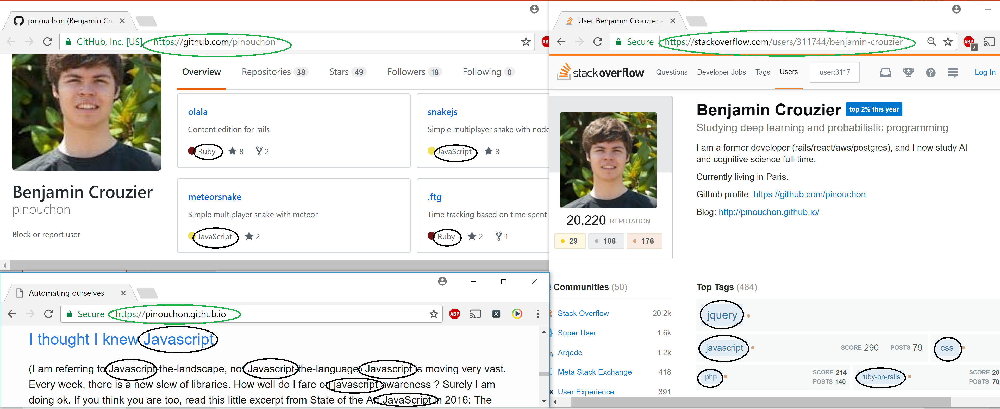 pinouchon (Benjamin Cro
GitHub, Inc. [US] https://github.com/pinouchon
ABP
Overview Repositories 38 Stars 49 Followers 18 Following 0
olala
Content edition for rails
Ruby 8 2
snakejs
Simple multiplayer snake with node
JavaScript 3
meteorsnake
Simple multiplayer snake with meteor
JavaScript 2
.ftg
Time tracking based on time spent
Ruby 2 1
Benjamin Crouzier
pinouchon
Block or report user
Automating ourselves
Secure https://pinouchon.github.io
ABP
X
I thought I knew Javascript
(I am referring to Javascript-the-landscape, not Javascript-the-language) Javascript is moving very vast.
Every week, there is a new slew of libraries. How well do I fare on javascript awareness ? Surely I am
doing ok. If you think you are too, read this little excerpt from State of the Art JavaScript in 2016: The
User Benjamin Crouzier -
Secure https://stackoverflow.com/users/311744/benjamin-crouzier
ABP
2
stackoverflow Questions Developer Jobs Tags Users user:3117 Log In
Benjamin Crouzier top 2% this year
Studying deep learning and probabilistic programming
I am a former developer (rails/react/aws/postgres), and I now study AI
and cognitive science full-time.
Currently living in Paris.
Github profile: https://github.com/pinouchon
Blog: http://pinouchon.github.io/
20,220 REPUTATION
29 106 176
Communities (50)
Stack Overflow 20.2k
Super User 1.6k
Arqade 1.2k
Meta Stack Exchange 418
User Experience 391
Top Tags (484)
jquery
javascript SCORE 290 POSTS 79 css
php SCORE 214
POSTS 140
ruby-on-rails SCORE 20
POSTS 70